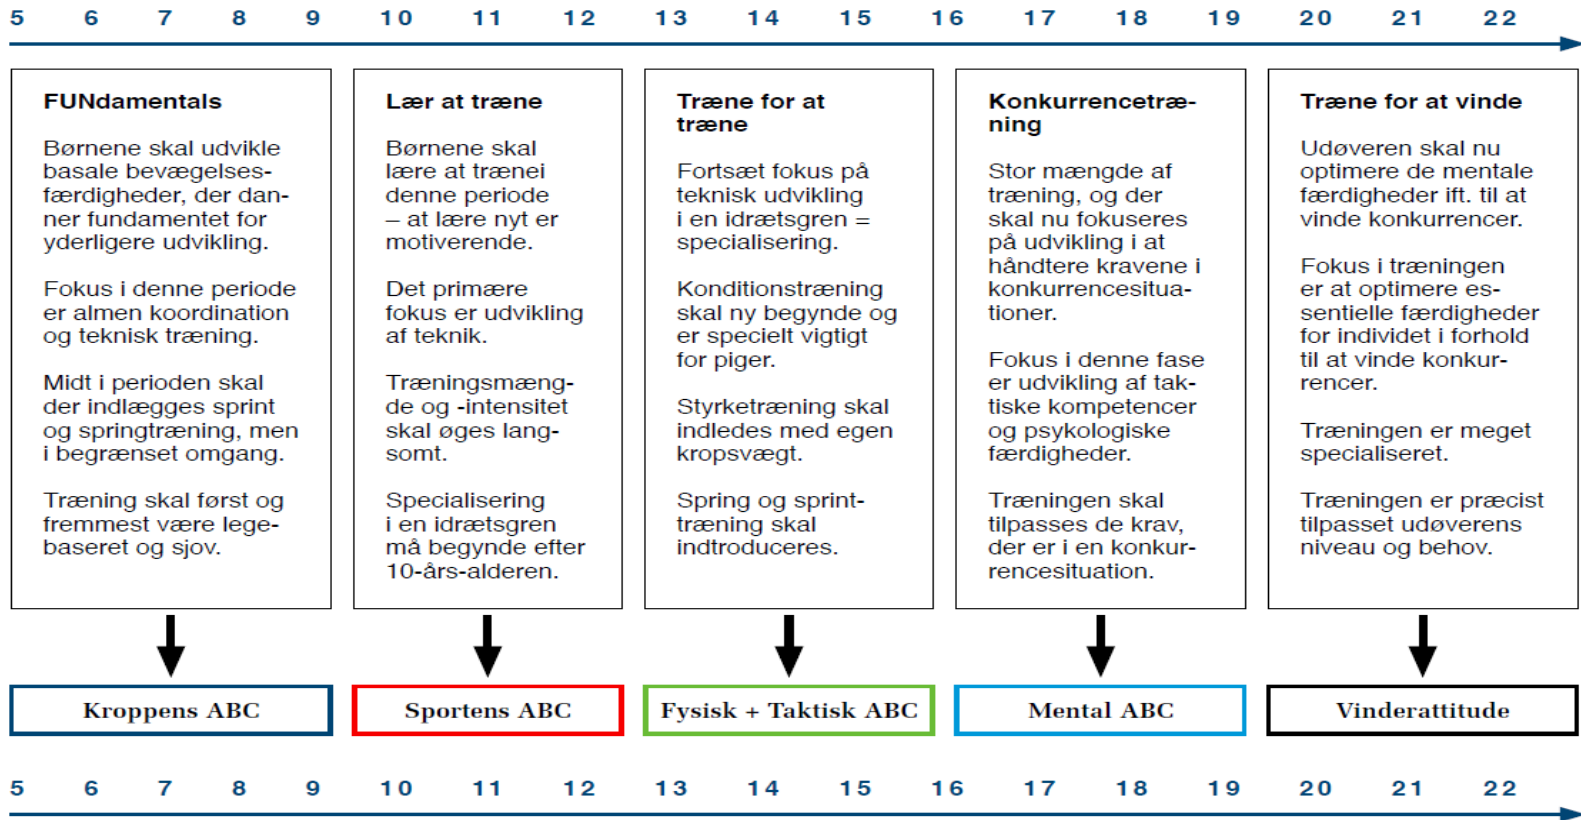 5 6 7 8 9 10 11 12 13 14 15 16 17 18 19 20 21 22
FUNdamentals
Børnene skal udvikle
basale bevægelses-
færdigheder, der dan-
ner fundamentet for
yderligere udvikling.
Fokus i denne periode
er almen koordination
og teknisk træning.
Midt i perioden skal
der indlægges sprint
og springtræning, men
i begrænset omgang.
Træning skal først og
fremmest være lege-
baseret og sjov.
Lær at træne
Børnene skal
lære at trænei
denne periode
– at lære nyt er
motiverende.
Det primære
fokus er udvikling
af teknik.
Træningsmæng-
de og -intensitet
skal øges lang-
somt.
Specialisering
i en idrætsgren
må begynde efter
10-års-alderen.
Træne for at
træne
Fortsæt fokus på
teknisk udvikling
i en idrætsgren =
specialisering.
Konditionstræning
skal ny begynde og
er specielt vigtigt
for piger.
Styrketræning skal
indledes med egen
kropsvægt.
Spring og sprint-
træning skal
indtroduceres.
Konkurrencetræ-
ning
Stor mængde af
træning, og der
skal nu fokuseres
på udvikling i at
håndtere kravene i
konkurrencesitua-
tioner.
Fokus i denne fase
er udvikling af tak-
tiske kompetencer
og psykologiske
færdigheder.
Træningen skal
tilpasses de krav,
der er i en konkur-
rencesituation.
Træne for at vinde
Udøveren skal nu
optimere de mentale
færdigheder ift. til at
vinde konkurrencer.
Fokus i træningen
er at optimere es-
sentielle færdigheder
for individet i forhold
til at vinde konkur-
rencer.
Træningen er meget
specialiseret.
Træningen er præcist
tilpasset udøverens
niveau og behov.
Kroppens ABC
Sportens ABC
Fysisk + Taktisk ABC
Mental ABC
Vinderattitude
5 6 7 8 9 10 11 12 13 14 15 16 17 18 19 20 21 22